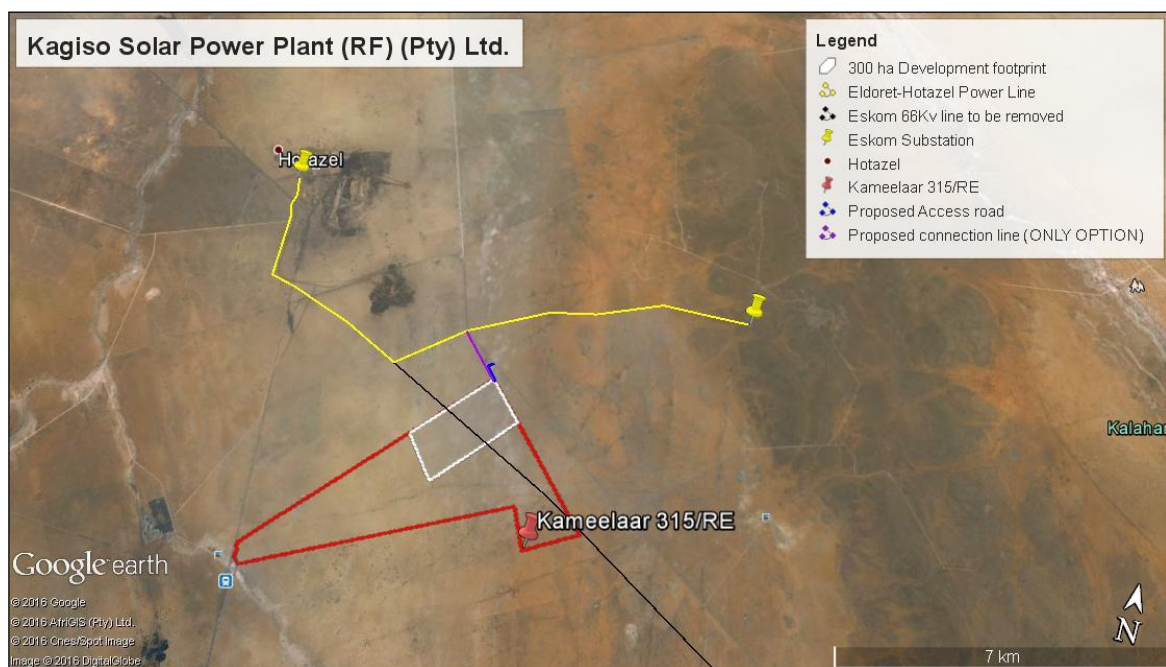 Kagiso Solar Power Plant (RF) (Pty) Ltd.
Legend
300 ha Development footprint
Eldoret-Hotazel Power Line
Eskom 66Kv line to be removed
Eskom Substation
Hotazel
Kameelaar 315/RE
Proposed Access road
Proposed connection line (ONLY OPTION)
Hotazel
Kalahar
Kameelaar 315/RE
Google earth
© 2016 Google
© 2016 AfriGIS (Pty) Ltd.
© 2016 Cnes/Spot Image
Image © 2016 DigitalGlobe
N
7 km